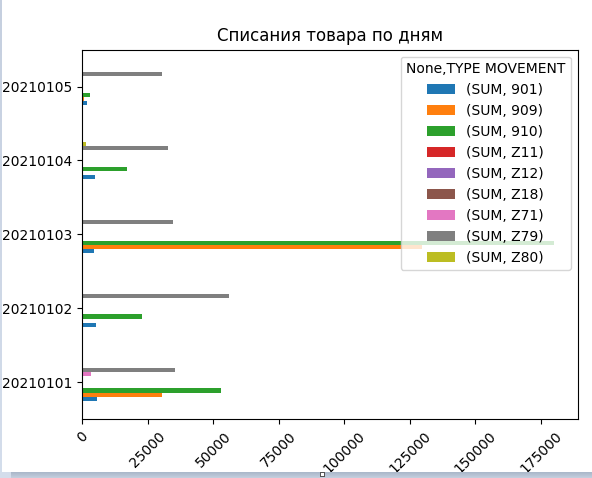 Списания товара по дням
None,TYPE MOVEMENT
(SUM, 901)
(SUM, 909)
(SUM, 910)
(SUM, Z11)
(SUM, Z12)
(SUM, Z18)
(SUM, Z71)
(SUM, Z79)
(SUM, Z80)
20210105
20210104
20210103
20210102
20210101
0
25000
50000
75000
100000
125000
150000
175000